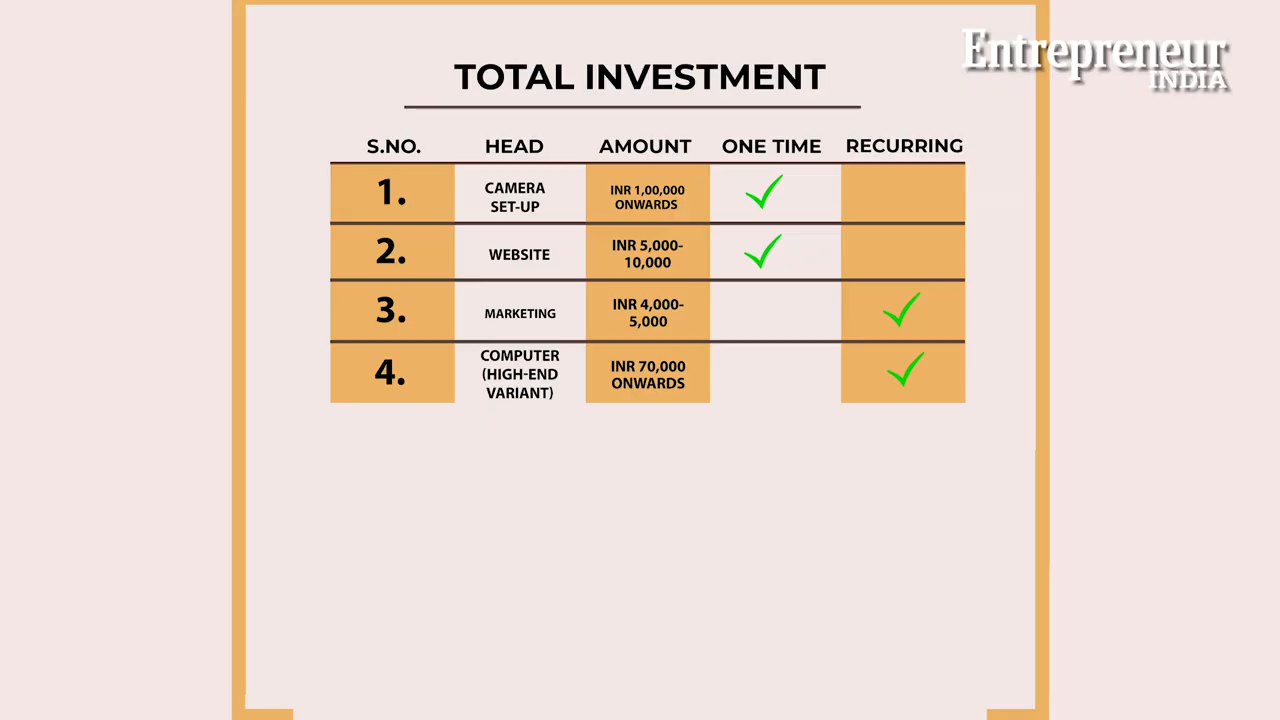 Entrepreneur
INDIA
TOTAL INVESTMENT
S.NO. HEAD AMOUNT ONE TIME RECURRING
1. CAMERA SET-UP INR 1,00,000 ONWARDS
2. WEBSITE INR 5,000-10,000
3. MARKETING INR 4,000-5,000
4. COMPUTER (HIGH-END VARIANT) INR 70,000 ONWARDS